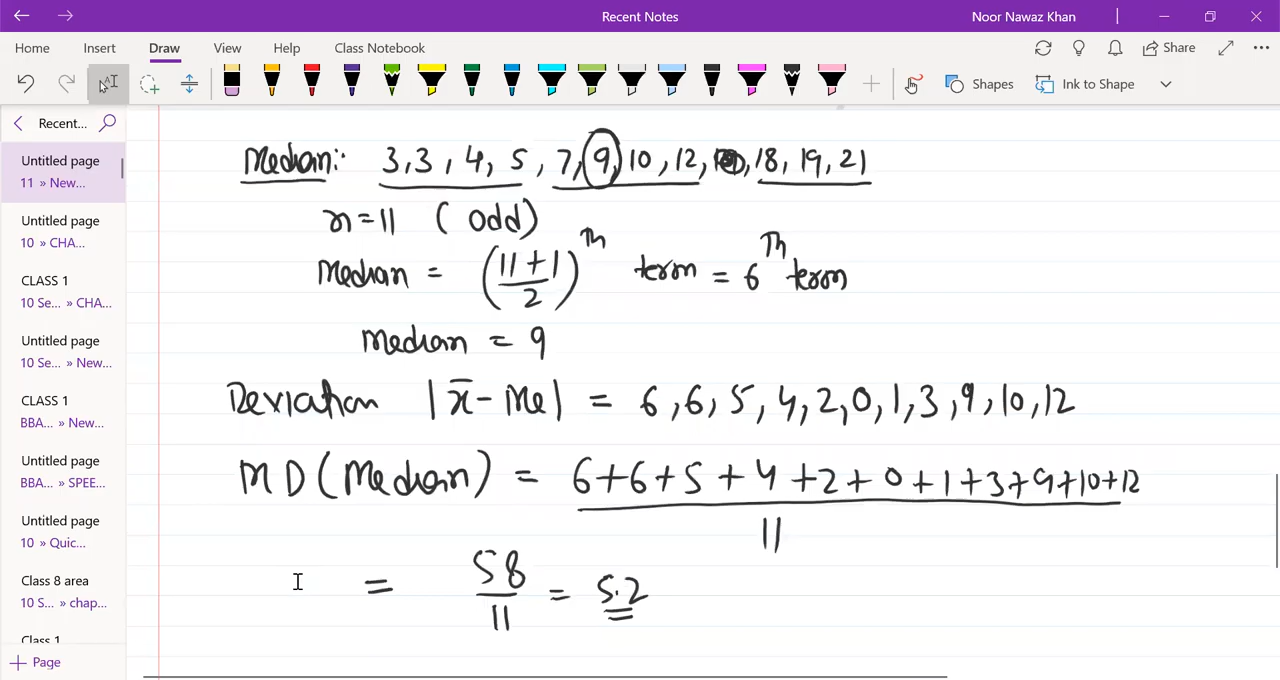 Recent Notes
Noor Nawaz Khan
Home Insert Draw View Help Class Notebook
Share
Shapes
Ink to Shape
Recent...
Untitled page
11 » New...
Untitled page
10 » CHA...
CLASS 1
10 Se... » CHA...
Untitled page
10 Se... » New...
CLASS 1
BBA... » New...
Untitled page
BBA... » SPEE...
Untitled page
10 » Quic...
Class 8 area
10 S... » chap...
Class 1
+ Page
Median: 3,3,4,5,7,9,10,12, 18,19,21
n=11 (odd)
Median = (11+1/2)Th term = 6Th term
Median = 9
Deviation |x̄-Me| = 6,6,5,4,2,0,1,3,9,10,12
MD(Median) = 6+6+5+4+2+0+1+3+9+10+12
11
= 58/11 = 5.2